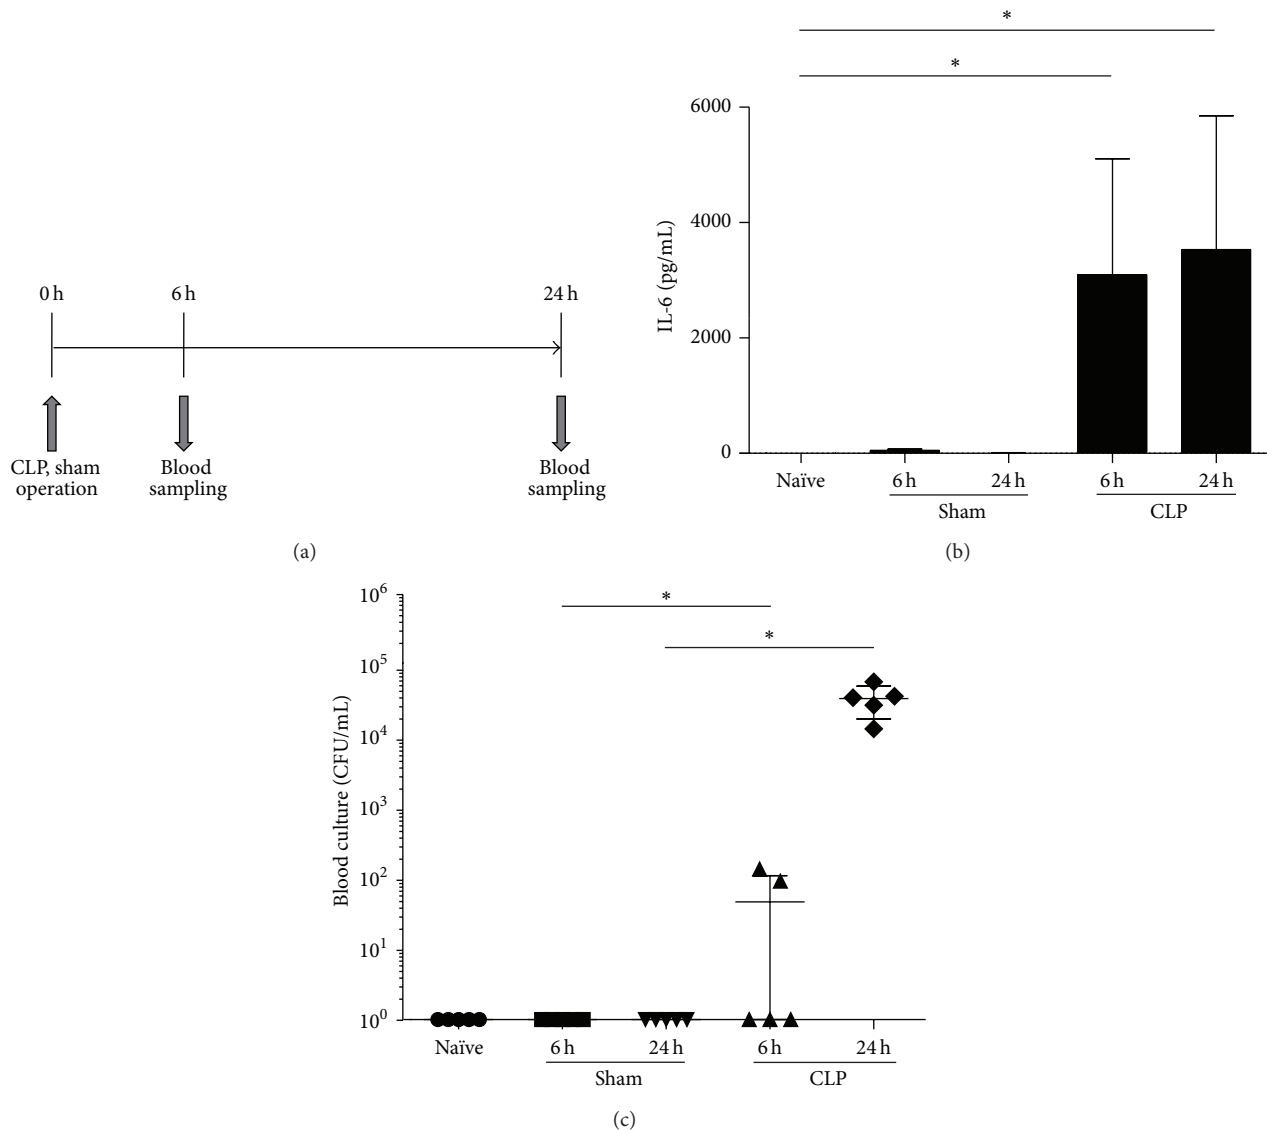 0 h
6 h
24 h
CLP, sham
operation
Blood
sampling
Blood
sampling
(a)
*
*
6000
4000
2000
0
IL-6 (pg/mL)
Naïve
6 h
24 h
6 h
24 h
Sham
CLP
(b)
10^6
10^5
10^4
10^3
10^2
10^1
10^0
Blood culture (CFU/mL)
*
*
Naïve
6 h
24 h
6 h
24 h
Sham
CLP
(c)